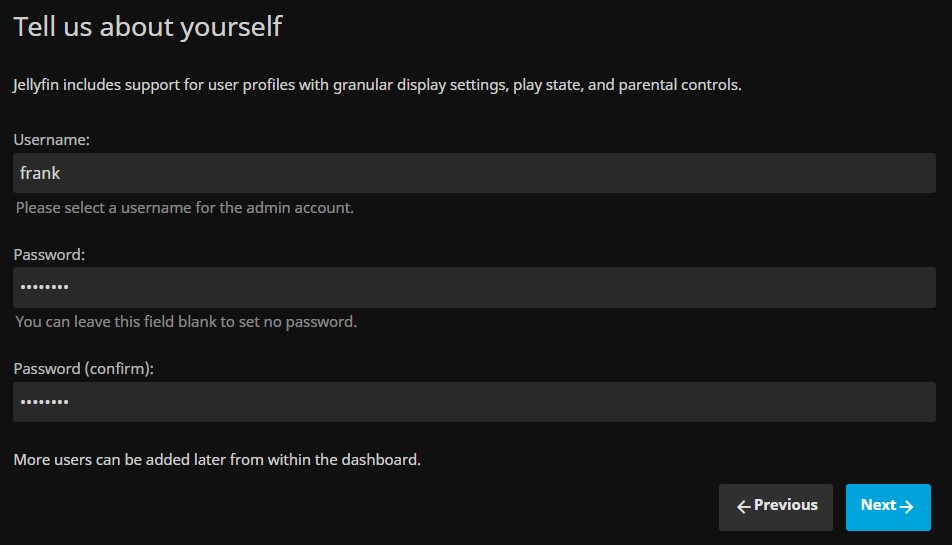 Tell us about yourself
Jellyfin includes support for user profiles with granular display settings, play state, and parental controls.
Username:
frank
Please select a username for the admin account.
Password:
••••••••
You can leave this field blank to set no password.
Password (confirm):
••••••••
More users can be added later from within the dashboard.
← Previous Next →